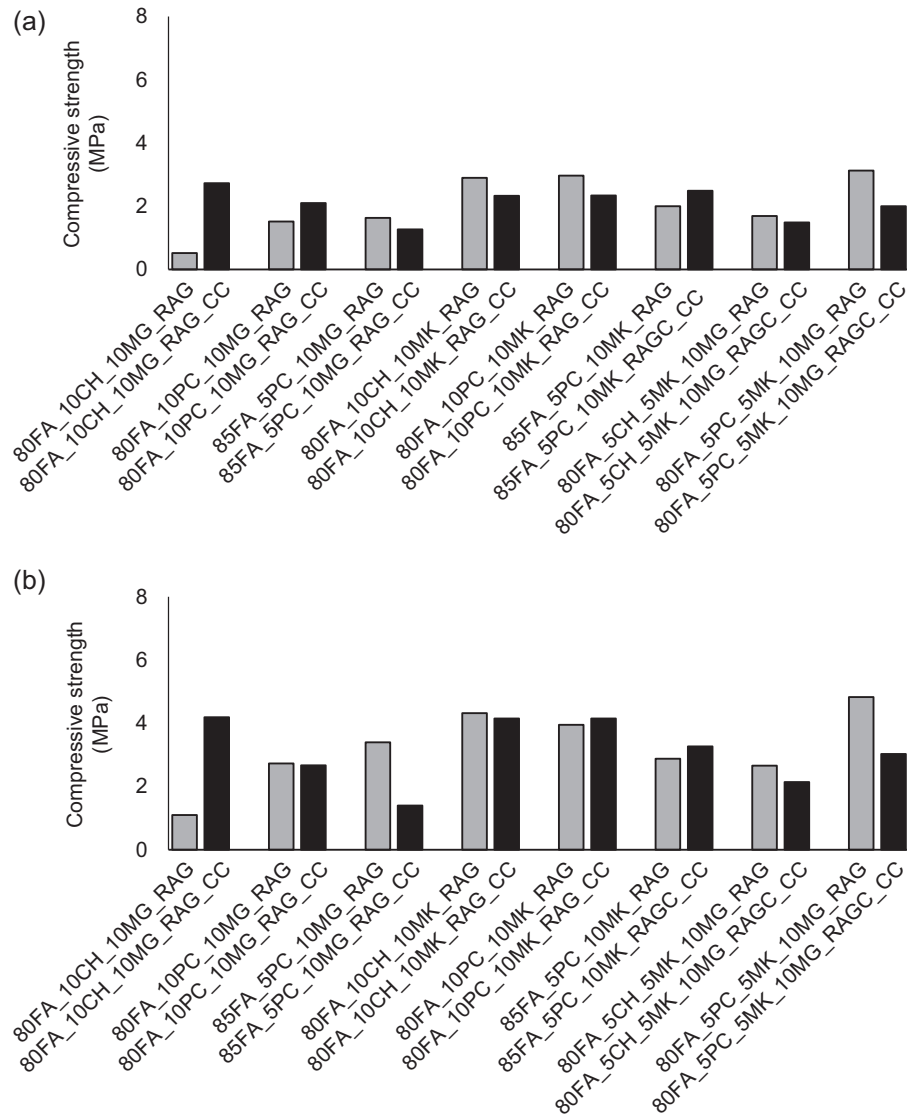 (a)
Compressive strength
(MPa)
8
6
4
2
0
80FA_10CH_10MG_RAG
80FA_10CH_10MG_RAG_CC
80FA_10PC_10MG_RAG
80FA_10PC_10MG_RAG_CC
85FA_5PC_10MG_RAG
85FA_5PC_10MG_RAG_CC
80FA_10CH_10MK_RAG
80FA_10CH_10MK_RAG_CC
80FA_10PC_10MK_RAG
80FA_10PC_10MK_RAG_CC
85FA_5PC_10MK_RAG
85FA_5PC_10MK_RAGC_CC
80FA_5CH_5MK_10MG_RAG
80FA_5CH_5MK_10MG_RAGC_CC
80FA_5PC_5MK_10MG_RAG
80FA_5PC_5MK_10MG_RAGC_CC
(b)
Compressive strength
(MPa)
8
6
4
2
0
80FA_10CH_10MG_RAG
80FA_10CH_10MG_RAG_CC
80FA_10PC_10MG_RAG
80FA_10PC_10MG_RAG_CC
85FA_5PC_10MG_RAG
85FA_5PC_10MG_RAG_CC
80FA_10CH_10MK_RAG
80FA_10CH_10MK_RAG_CC
80FA_10PC_10MK_RAG
80FA_10PC_10MK_RAG_CC
85FA_5PC_10MK_RAG
85FA_5PC_10MK_RAGC_CC
80FA_5CH_5MK_10MG_RAG
80FA_5CH_5MK_10MG_RAGC_CC
80FA_5PC_5MK_10MG_RAG
80FA_5PC_5MK_10MG_RAGC_CC